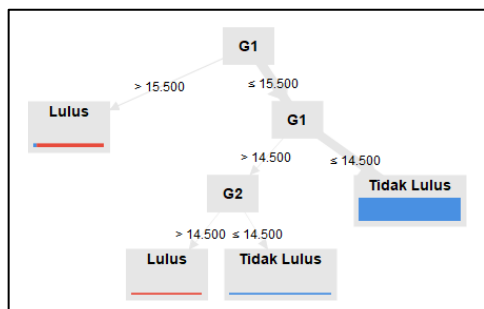 G1
> 15.500 ≤ 15.500
Lulus
G1
> 14.500 ≤ 14.500
G2
Tidak Lulus
> 14.500 ≤ 14.500
Lulus
Tidak Lulus